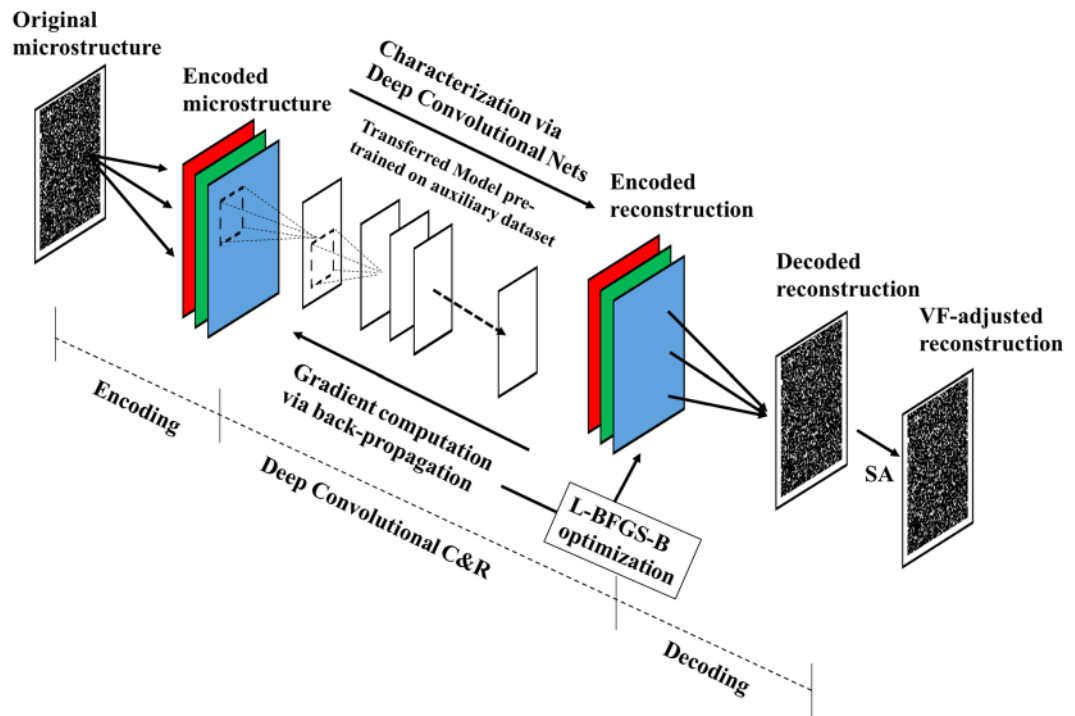 Original
microstructure
Encoded
microstructure
Characterization via
Deep Convolutional Nets
Transferred Model pre-
trained on auxiliary dataset
Encoded
reconstruction
Decoded
reconstruction
VF-adjusted
reconstruction
SA
Gradient computation
via back-propagation
L-BFGS-B
optimization
Encoding
Deep Convolutional C&R
Decoding